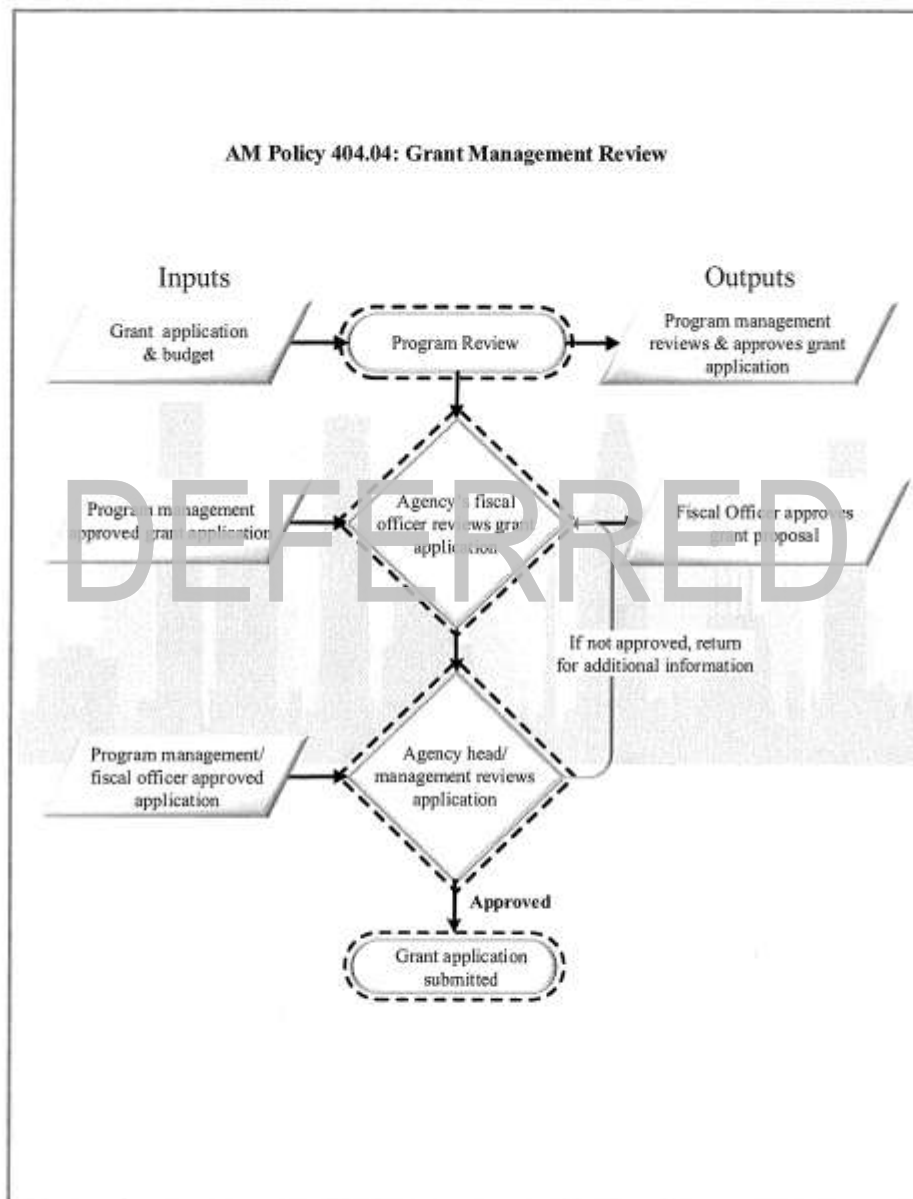 AM Policy 404.04: Grant Management Review
Inputs
Outputs
Grant application
& budget
Program Review
Program management
reviews & approves grant
application
Program management
approved grant application
Agency's fiscal
officer reviews grant
application
Fiscal Officer approves
grant proposal
DEFERRED
If not approved, return
for additional information
Program management/
fiscal officer approved
application
Agency head/
management reviews
application
Approved
Grant application
submitted